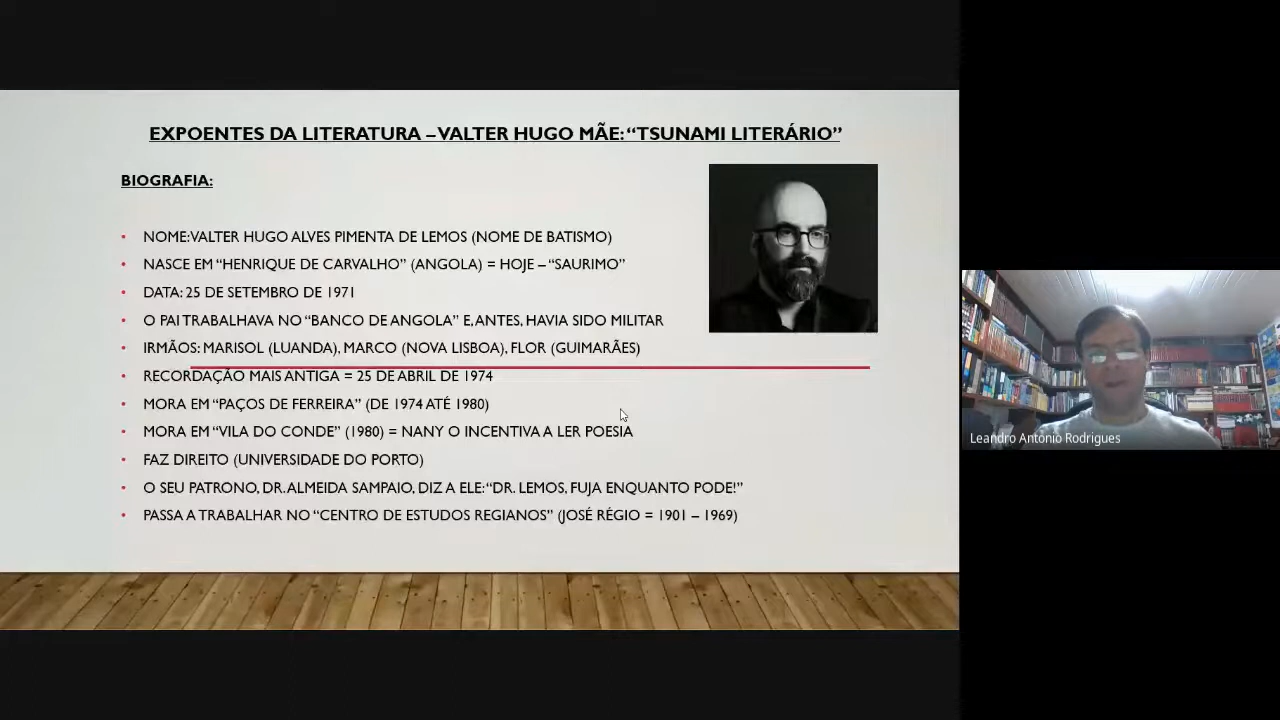 EXPOENTES DA LITERATURA – VALTER HUGO MÃE: “TSUNAMI LITERÁRIO”
BIOGRAFIA:
• NOME: VALTER HUGO ALVES PIMENTA DE LEMOS (NOME DE BATISMO)
• NASCE EM “HENRIQUE DE CARVALHO” (ANGOLA) = HOJE – “SAURIMO”
• DATA: 25 DE SETEMBRO DE 1971
• O PAI TRABALHAVA NO “BANCO DE ANGOLA” E, ANTES, HAVIA SIDO MILITAR
• IRMÃOS: MARISOL (LUANDA), MARCO (NOVA LISBOA), FLOR (GUIMARÃES)
• RECORDAÇÃO MAIS ANTIGA = 25 DE ABRIL DE 1974
• MORA EM “PAÇOS DE FERREIRA” (DE 1974 ATÉ 1980)
• MORA EM “VILA DO CONDE” (1980) = NANY O INCENTIVA A LER POESIA
• FAZ DIREITO (UNIVERSIDADE DO PORTO)
• O SEU PATRONO, DR. ALMEIDA SAMPAIO, DIZ A ELE: “DR. LEMOS, FUJA ENQUANTO PODE!”
• PASSA A TRABALHAR NO “CENTRO DE ESTUDOS REGIANOS” (JOSÉ RÉGIO = 1901 – 1969)
Leandro Antônio Rodrigues